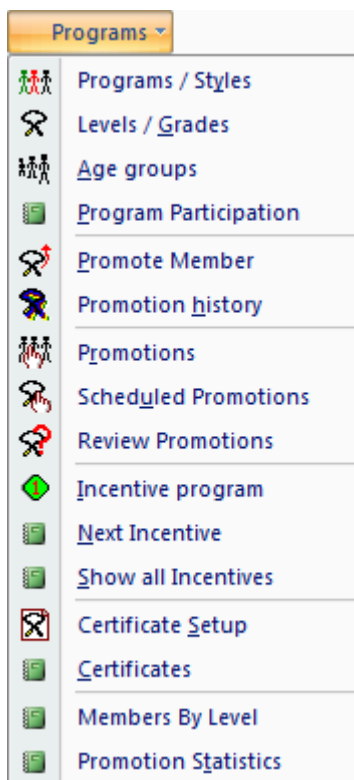 Programs
Programs / Styles
Levels / Grades
Age groups
Program Participation
Promote Member
Promotion history
Promotions
Scheduled Promotions
Review Promotions
1 Incentive program
Next Incentive
Show all Incentives
Certificate Setup
Certificates
Members By Level
Promotion Statistics